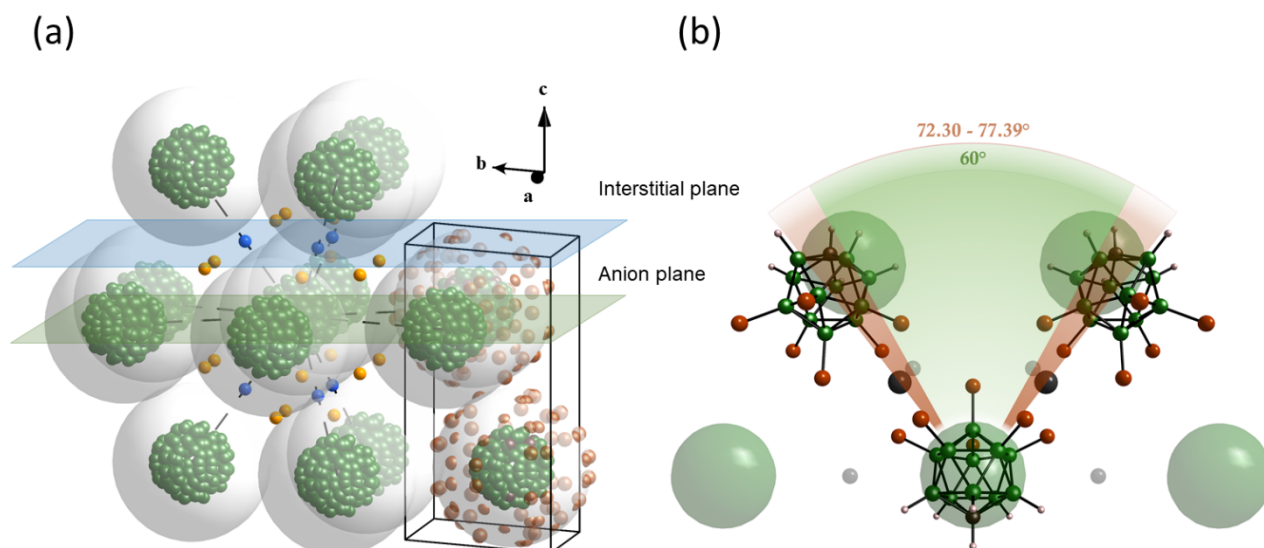 (a)
c
b
a
Interstitial plane
Anion plane
(b)
72.30 - 77.39°
60°